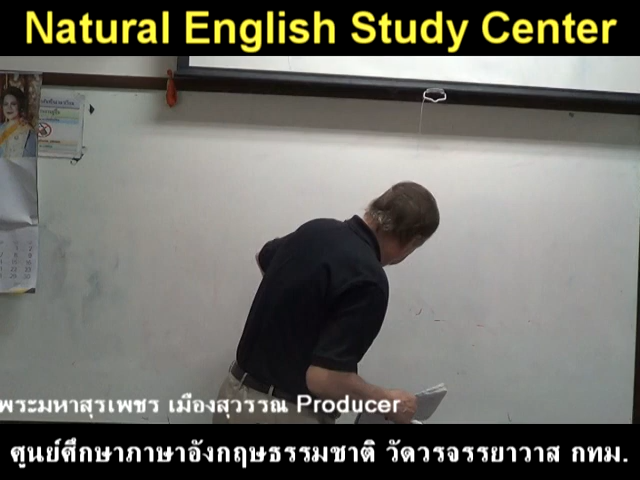 Natural English Study Center
พระมหาสุรเพชร เมืองสุวรรณ Producer
ศูนย์ศึกษาภาษาอังกฤษธรรมชาติ วัดวรจรรยาวาส กทม.